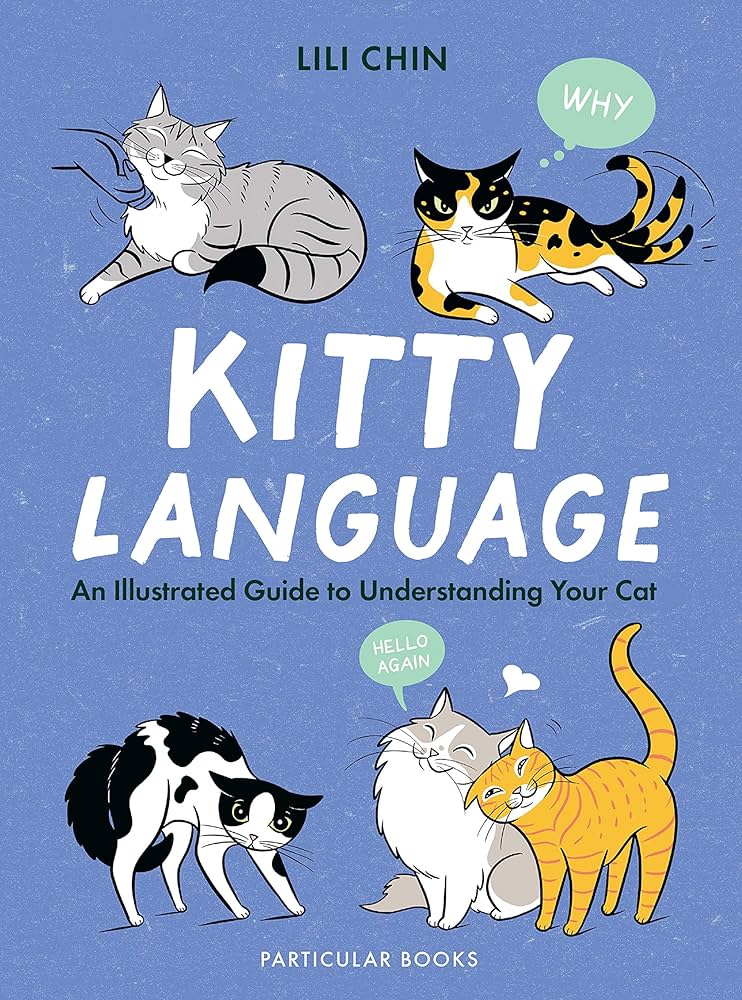 LILI CHIN
WHY
KITTY
LANGUAGE
An Illustrated Guide to Understanding Your Cat
HELLO
AGAIN
PARTICULAR BOOKS